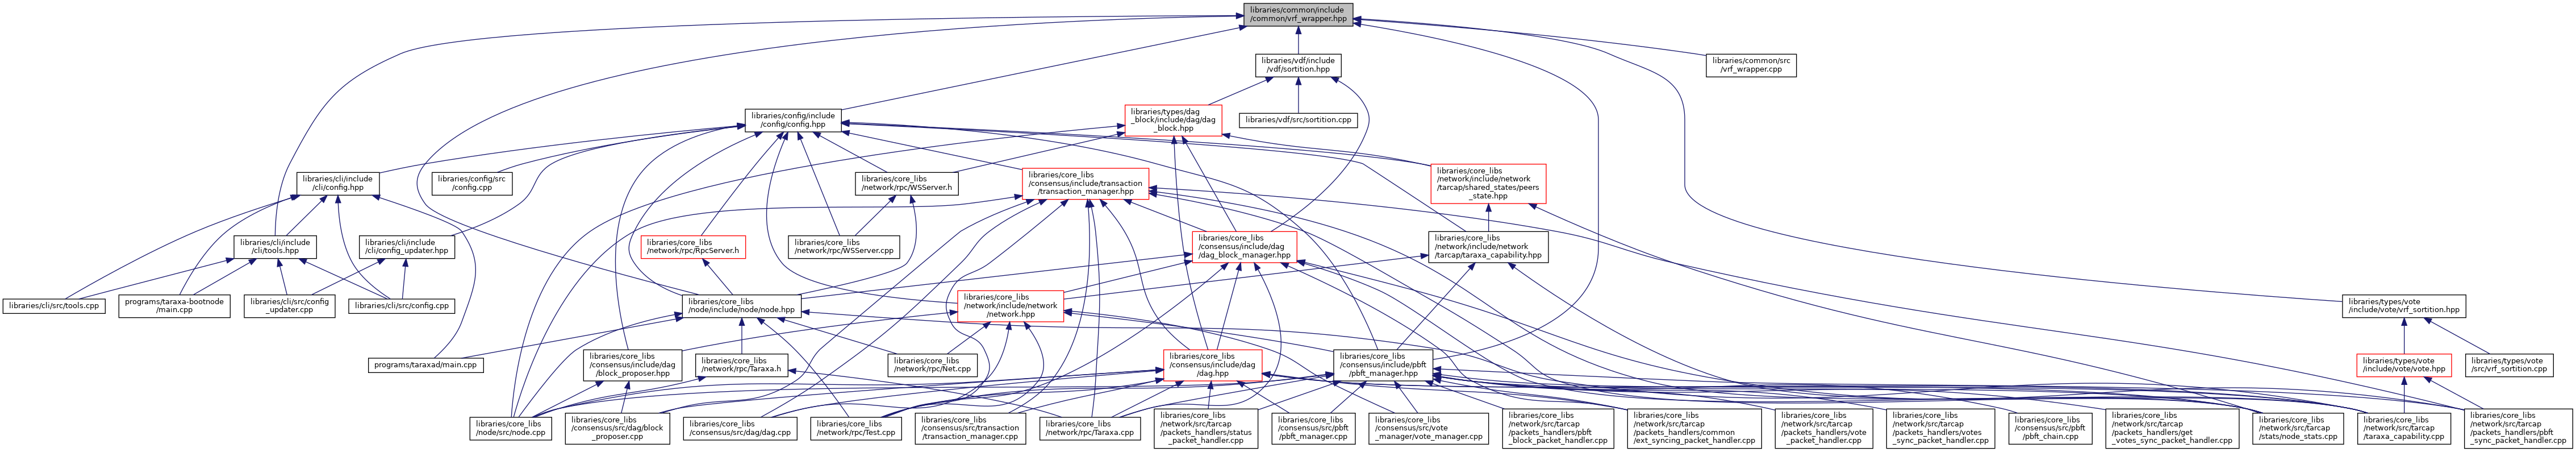 libraries/common/include
/common/vrf_wrapper.hpp
libraries/vdf/include
/vdf/sortition.hpp
libraries/common/src
/vrf_wrapper.cpp
libraries/config/include
/config/config.hpp
libraries/types/dag
_block/include/dag/dag
_block.hpp
libraries/vdf/src/sortition.cpp
libraries/cli/include
/cli/config.hpp
libraries/config/src
/config.cpp
libraries/core_libs
/network/rpc/WSServer.h
libraries/core_libs
/consensus/include/transaction
/transaction_manager.hpp
libraries/core_libs
/network/include/network
/tarcap/shared_states/peers
_state.hpp
libraries/cli/include
/cli/tools.hpp
libraries/cli/include
/cli/config_updater.hpp
libraries/core_libs
/network/rpc/RpcServer.h
libraries/core_libs
/network/rpc/WSServer.cpp
libraries/core_libs
/consensus/include/dag
/dag_block_manager.hpp
libraries/core_libs
/network/include/network
/tarcap/taraxa_capability.hpp
libraries/cli/src/tools.cpp
programs/taraxa-bootnode
/main.cpp
libraries/cli/src/config
_updater.cpp
libraries/cli/src/config.cpp
libraries/core_libs
/node/include/node/node.hpp
libraries/core_libs
/network/include/network
/network.hpp
libraries/types/vote
/include/vote/vrf_sortition.hpp
programs/taraxad/main.cpp
libraries/core_libs
/consensus/include/dag
/block_proposer.hpp
libraries/core_libs
/network/rpc/Taraxa.h
libraries/core_libs
/network/rpc/Net.cpp
libraries/core_libs
/consensus/include/dag
/dag.hpp
libraries/core_libs
/consensus/include/pbft
/pbft_manager.hpp
libraries/types/vote
/include/vote/vote.hpp
libraries/types/vote
/src/vrf_sortition.cpp
libraries/core_libs
/node/src/node.cpp
libraries/core_libs
/consensus/src/dag/block
_proposer.cpp
libraries/core_libs
/consensus/src/dag/dag.cpp
libraries/core_libs
/network/rpc/Test.cpp
libraries/core_libs
/consensus/src/transaction
/transaction_manager.cpp
libraries/core_libs
/network/rpc/Taraxa.cpp
libraries/core_libs
/network/src/tarcap
/packets_handlers/status
_packet_handler.cpp
libraries/core_libs
/consensus/src/pbft
/pbft_manager.cpp
libraries/core_libs
/consensus/src/vote
_manager/vote_manager.cpp
libraries/core_libs
/network/src/tarcap
/packets_handlers/pbft
_block_packet_handler.cpp
libraries/core_libs
/network/src/tarcap
/packets_handlers/common
/ext_syncing_packet_handler.cpp
libraries/core_libs
/network/src/tarcap
/packets_handlers/vote
_packet_handler.cpp
libraries/core_libs
/network/src/tarcap
/packets_handlers/votes
_sync_packet_handler.cpp
libraries/core_libs
/consensus/src/pbft
/pbft_chain.cpp
libraries/core_libs
/network/src/tarcap
/packets_handlers/get
_votes_sync_packet_handler.cpp
libraries/core_libs
/network/src/tarcap
/stats/node_stats.cpp
libraries/core_libs
/network/src/tarcap
/taraxa_capability.cpp
libraries/core_libs
/network/src/tarcap
/packets_handlers/pbft
_sync_packet_handler.cpp